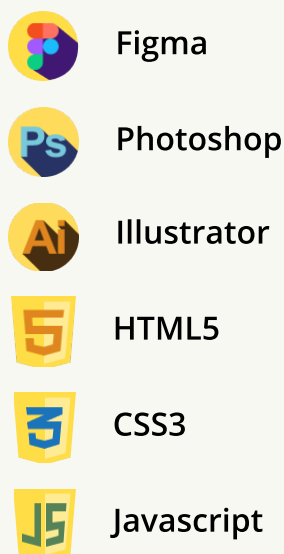 Figma
Ps Photoshop
Ai Illustrator
5 HTML5
3 CSS3
JS Javascript